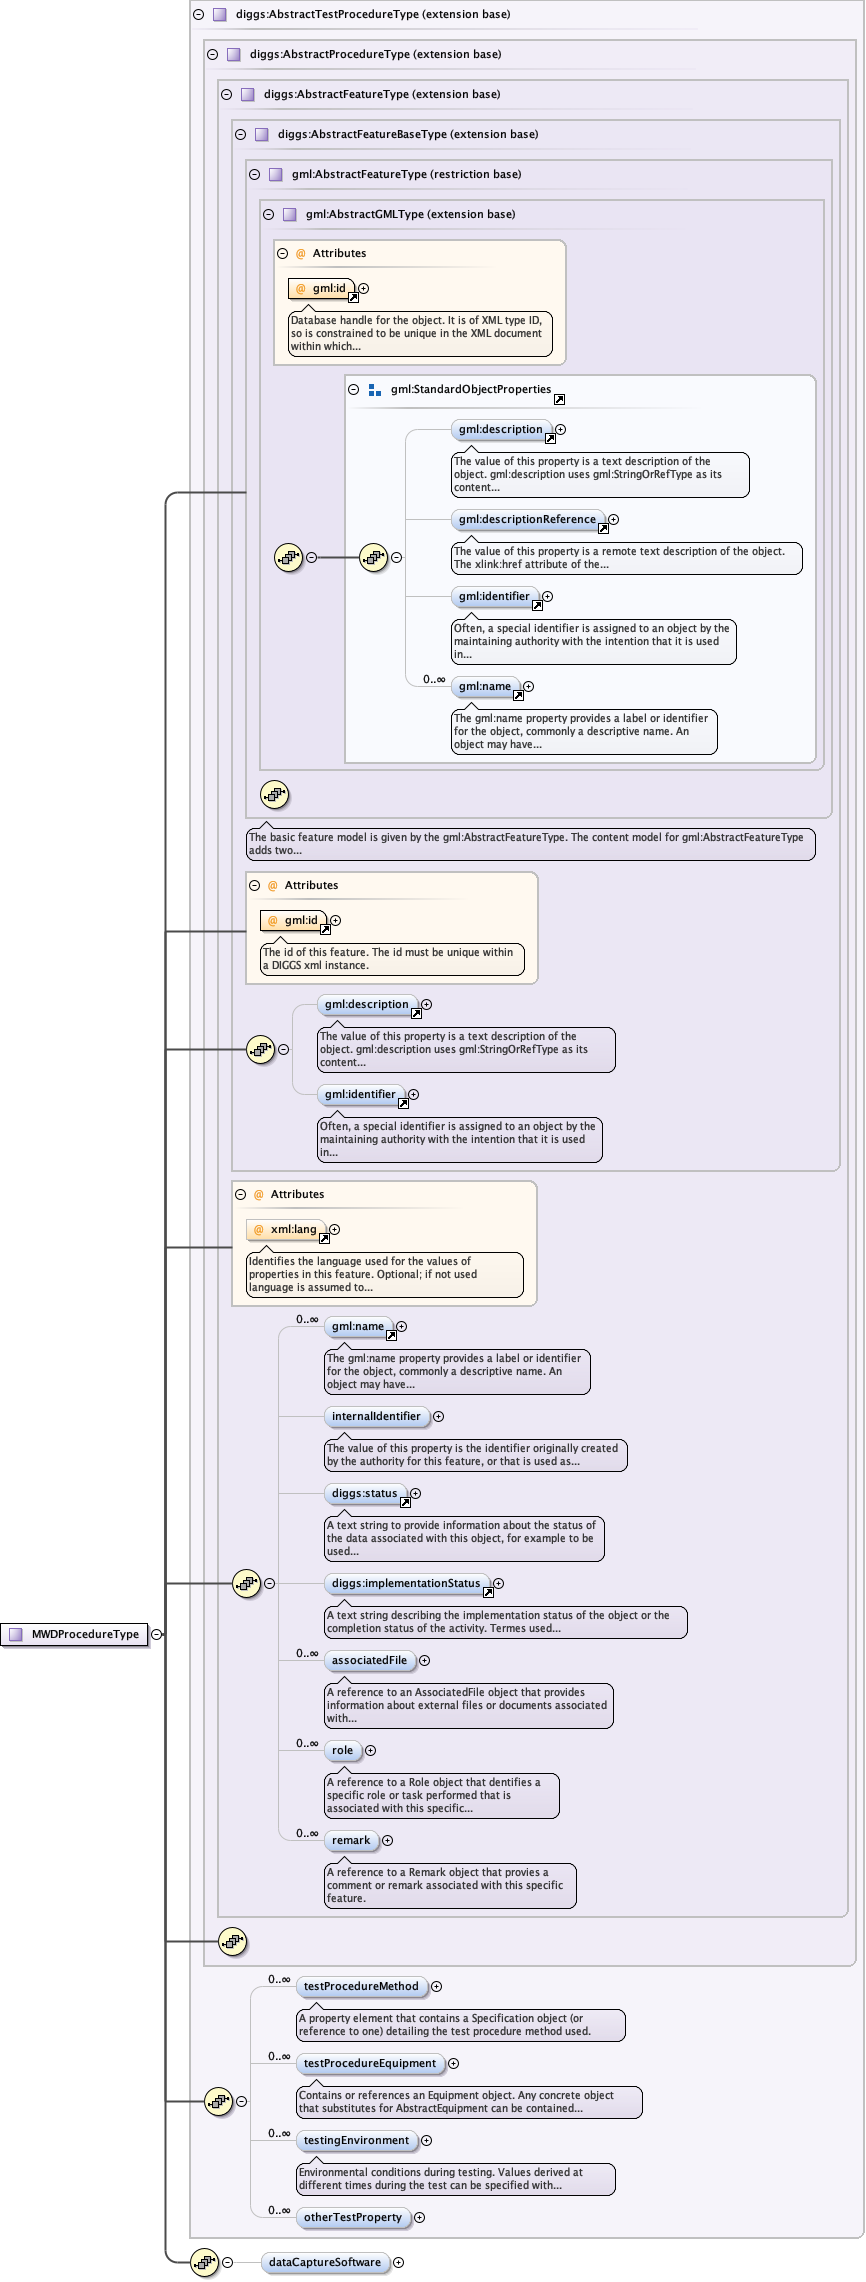 diggs:AbstractTestProcedureType (extension base)
diggs:AbstractProcedureType (extension base)
diggs:AbstractFeatureType (extension base)
diggs:AbstractFeatureBaseType (extension base)
gml:AbstractFeatureType (restriction base)
gml:AbstractGMLType (extension base)
@ Attributes
@ gml:id
Database handle for the object. It is of XML type ID,
so is constrained to be unique in the XML document
within which...
gml:StandardObjectProperties
gml:description
The value of this property is a text description of the
object. gml:description uses gml:StringOrRefType as its
content...
gml:descriptionReference
The value of this property is a remote text description of the object.
The xlink:href attribute of the...
gml:identifier
Often, a special identifier is assigned to an object by the
maintaining authority with the intention that it is used
in...
0..∞
gml:name
The gml:name property provides a label or identifier
for the object, commonly a descriptive name. An
object may have...
The basic feature model is given by the gml:AbstractFeatureType. The content model for gml:AbstractFeatureType
adds two...
@ Attributes
@ gml:id
The id of this feature. The id must be unique within
a DIGGS xml instance.
gml:description
The value of this property is a text description of the
object. gml:description uses gml:StringOrRefType as its
content...
gml:identifier
Often, a special identifier is assigned to an object by the
maintaining authority with the intention that it is used
in...
@ Attributes
@ xml:lang
Identifies the language used for the values of
properties in this feature. Optional; if not used
language is assumed to...
0..∞
gml:name
The gml:name property provides a label or identifier
for the object, commonly a descriptive name. An
object may have...
internalIdentifier
The value of this property is the identifier originally created
by the authority for this feature, or that is used as...
diggs:status
A text string to provide information about the status of
the data associated with this object, for example to be
used...
diggs:implementationStatus
A text string describing the implementation status of the object or the
completion status of the activity. Termes used...
MWDProcedureType
0..∞
associatedFile
A reference to an AssociatedFile object that provides
information about external files or documents associated
with...
0..∞
role
A reference to a Role object that dentifies a
specific role or task performed that is
associated with this specific...
0..∞
remark
A reference to a Remark object that provies a
comment or remark associated with this specific
feature.
0..∞
testProcedureMethod
A property element that contains a Specification object (or
reference to one) detailing the test procedure method used.
0..∞
testProcedureEquipment
Contains or references an Equipment object. Any concrete object
that substitutes for AbstractEquipment can be contained...
0..∞
testingEnvironment
Environmental conditions during testing. Values derived at
different times during the test can be specified with...
0..∞
otherTestProperty
dataCaptureSoftware